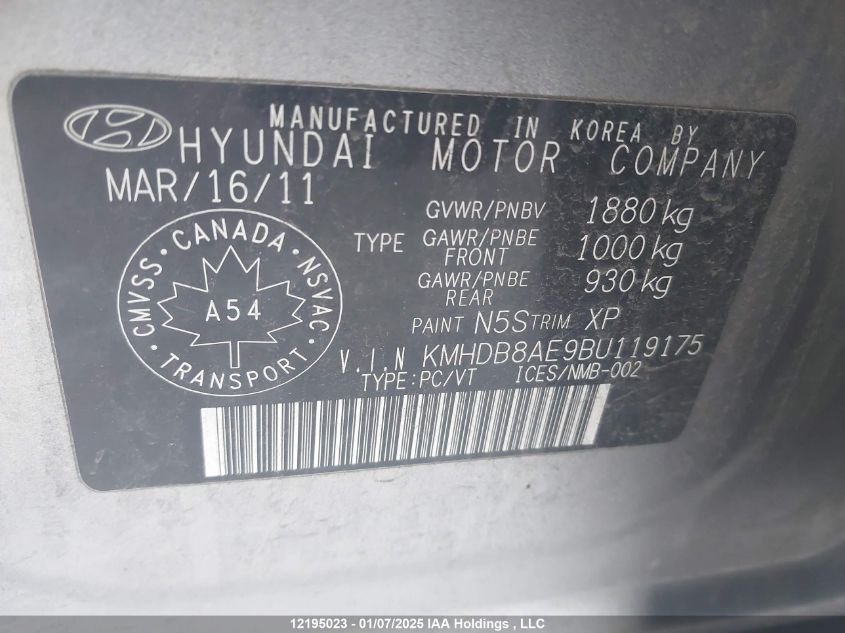 MANUFACTURED IN KOREA BY
HYUNDAI MOTOR COMPANY
MAR/16/11
GVWR/PNBV 1880 kg
TYPE GAWR/PNBE FRONT 1000 kg
GAWR/PNBE REAR 930 kg
PAINT N5S TRIM XP
V.I.N KMHDB8AE9BU119175
TYPE:PC/VT ICES/NMB-002
CANADA
CMVSS
NSVAC
A54
TRANSPORT
12195023 - 01/07/2025 IAA Holdings , LLC